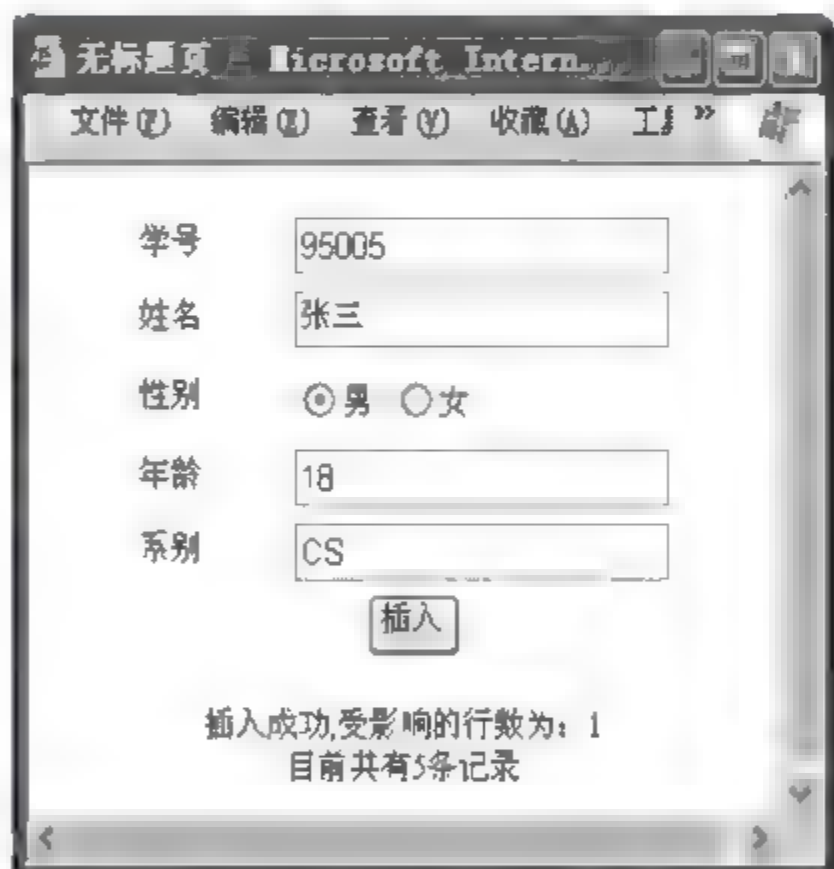 无标题页 Microsoft Intern...
文件(F) 编辑(E) 查看(V) 收藏(A) 工具 »
学号 95005
姓名 张三
性别 男 女
年龄 18
系别 CS
插入
插入成功,受影响的行数为: 1
目前共有5条记录